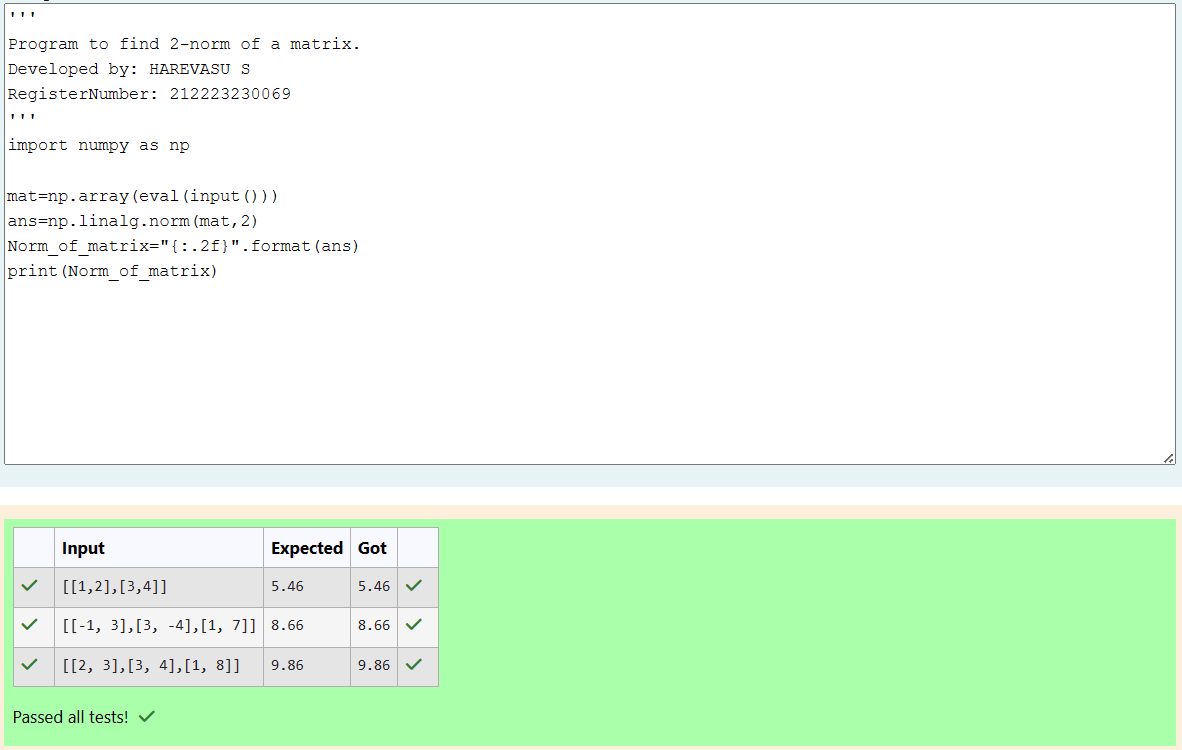 '''
Program to find 2-norm of a matrix.
Developed by: HAREVASU S
RegisterNumber: 212223230069
'''
import numpy as np
mat=np.array(eval(input()))
ans=np.linalg.norm(mat,2)
Norm_of_matrix="{:.2f}".format(ans)
print(Norm_of_matrix)
Input Expected Got
[[1,2],[3,4]] 5.46 5.46
[[-1, 3],[3, -4],[1, 7]] 8.66 8.66
[[2, 3],[3, 4],[1, 8]] 9.86 9.86
Passed all tests!